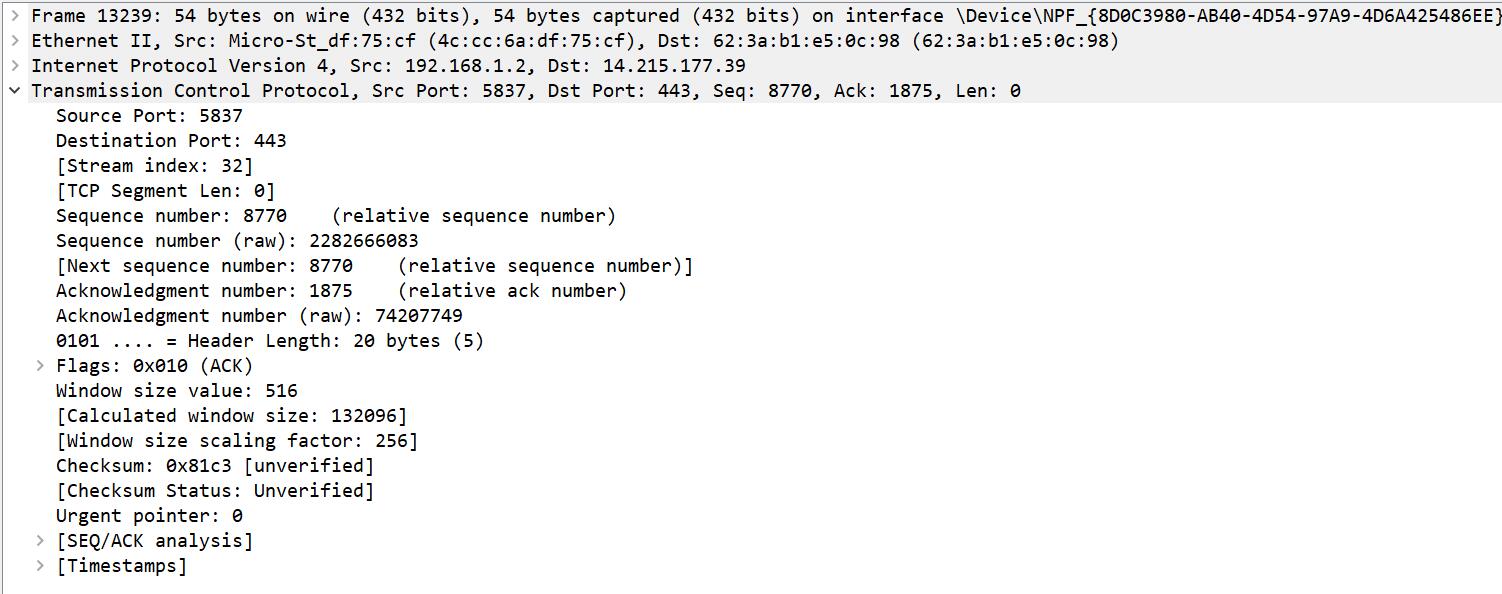 Frame 13239: 54 bytes on wire (432 bits), 54 bytes captured (432 bits) on interface \Device\NPF_{8D0C3980-AB40-4D54-97A9-4D6A425486EE}
Ethernet II, Src: Micro-St_df:75:cf (4c:cc:6a:df:75:cf), Dst: 62:3a:b1:e5:0c:98 (62:3a:b1:e5:0c:98)
Internet Protocol Version 4, Src: 192.168.1.2, Dst: 14.215.177.39
Transmission Control Protocol, Src Port: 5837, Dst Port: 443, Seq: 8770, Ack: 1875, Len: 0
Source Port: 5837
Destination Port: 443
[Stream index: 32]
[TCP Segment Len: 0]
Sequence number: 8770    (relative sequence number)
Sequence number (raw): 2282666083
[Next sequence number: 8770    (relative sequence number)]
Acknowledgment number: 1875    (relative ack number)
Acknowledgment number (raw): 74207749
0101 .... = Header Length: 20 bytes (5)
Flags: 0x010 (ACK)
Window size value: 516
[Calculated window size: 132096]
[Window size scaling factor: 256]
Checksum: 0x81c3 [unverified]
[Checksum Status: Unverified]
Urgent pointer: 0
[SEQ/ACK analysis]
[Timestamps]